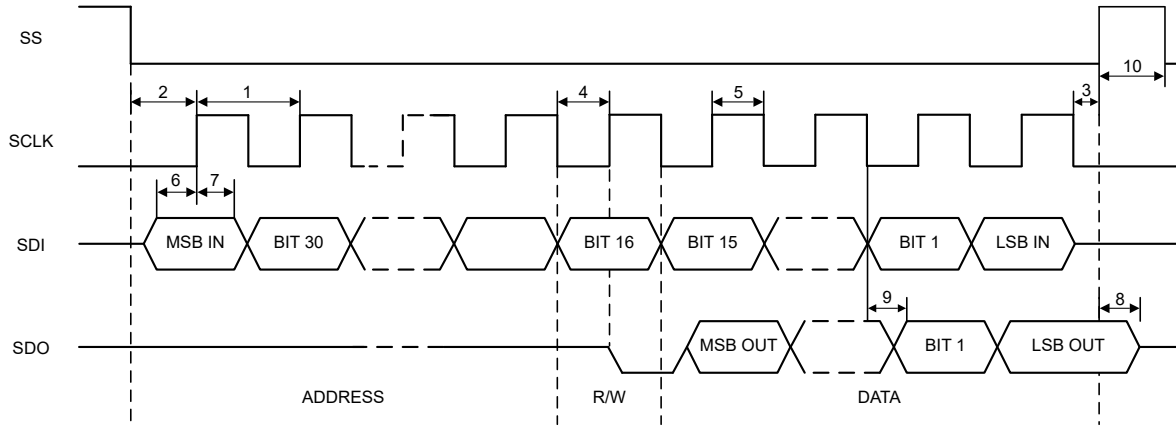 SS
10
2
1
4
5
3
SCLK
6
7
SDI
MSB IN
BIT 30
BIT 16
BIT 15
BIT 1
LSB IN
9
8
SDO
MSB OUT
BIT 1
LSB OUT
ADDRESS
R/W
DATA